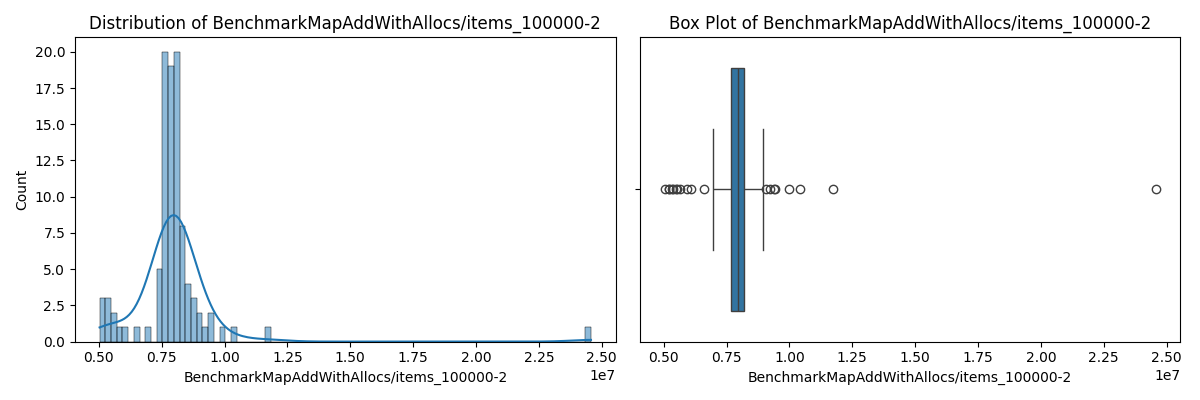 Distribution of BenchmarkMapAddWithAllocs/items_100000-2
20.0
17.5
15.0
12.5
10.0
7.5
5.0
2.5
0.0
Count
0.50 0.75 1.00 1.25 1.50 1.75 2.00 2.25 2.50
1e7
BenchmarkMapAddWithAllocs/items_100000-2
Box Plot of BenchmarkMapAddWithAllocs/items_100000-2
0.50 0.75 1.00 1.25 1.50 1.75 2.00 2.25 2.50
1e7
BenchmarkMapAddWithAllocs/items_100000-2